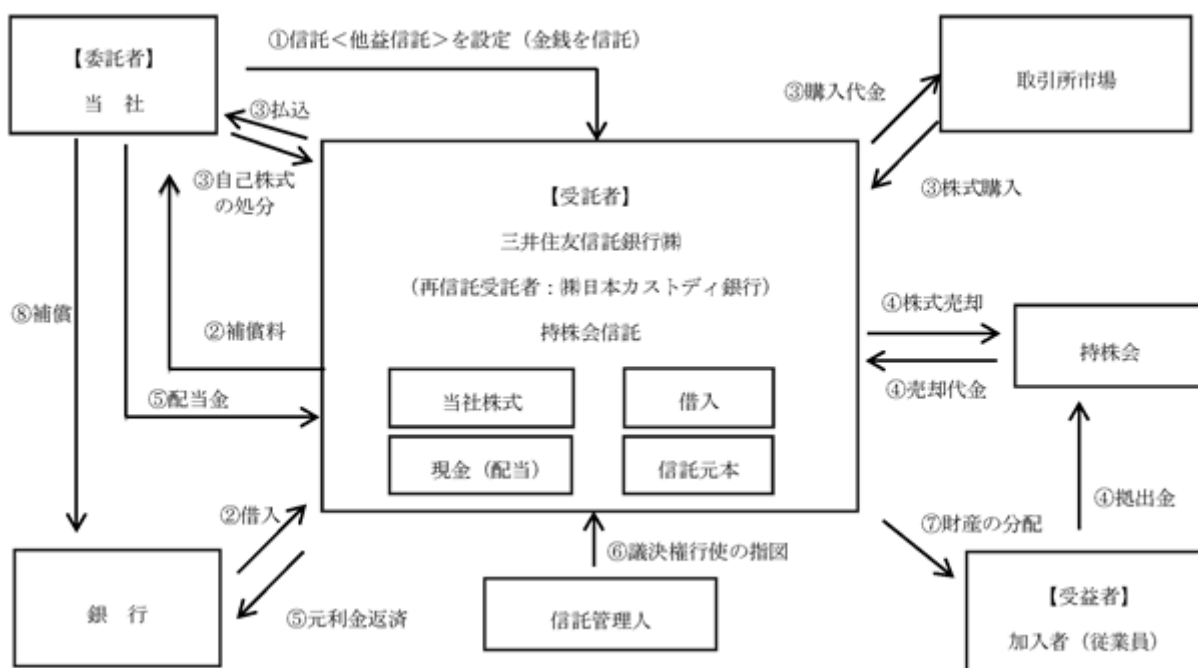 ①信託<他益信託>を設定（金銭を信託）
【委託者】
当　社
取引所市場
③購入代金
③払込
③自己株式
の処分
③株式購入
【受託者】
三井住友信託銀行㈱
（再信託受託者：㈱日本カストディ銀行）
持株会信託
⑧補償
②補償料
④株式売却
持株会
④売却代金
⑤配当金
当社株式
借入
現金（配当）
信託元本
④拠出金
②借入
⑦財産の分配
⑥議決権行使の指図
銀　行
⑤元利金返済
信託管理人
【受益者】
加入者（従業員）